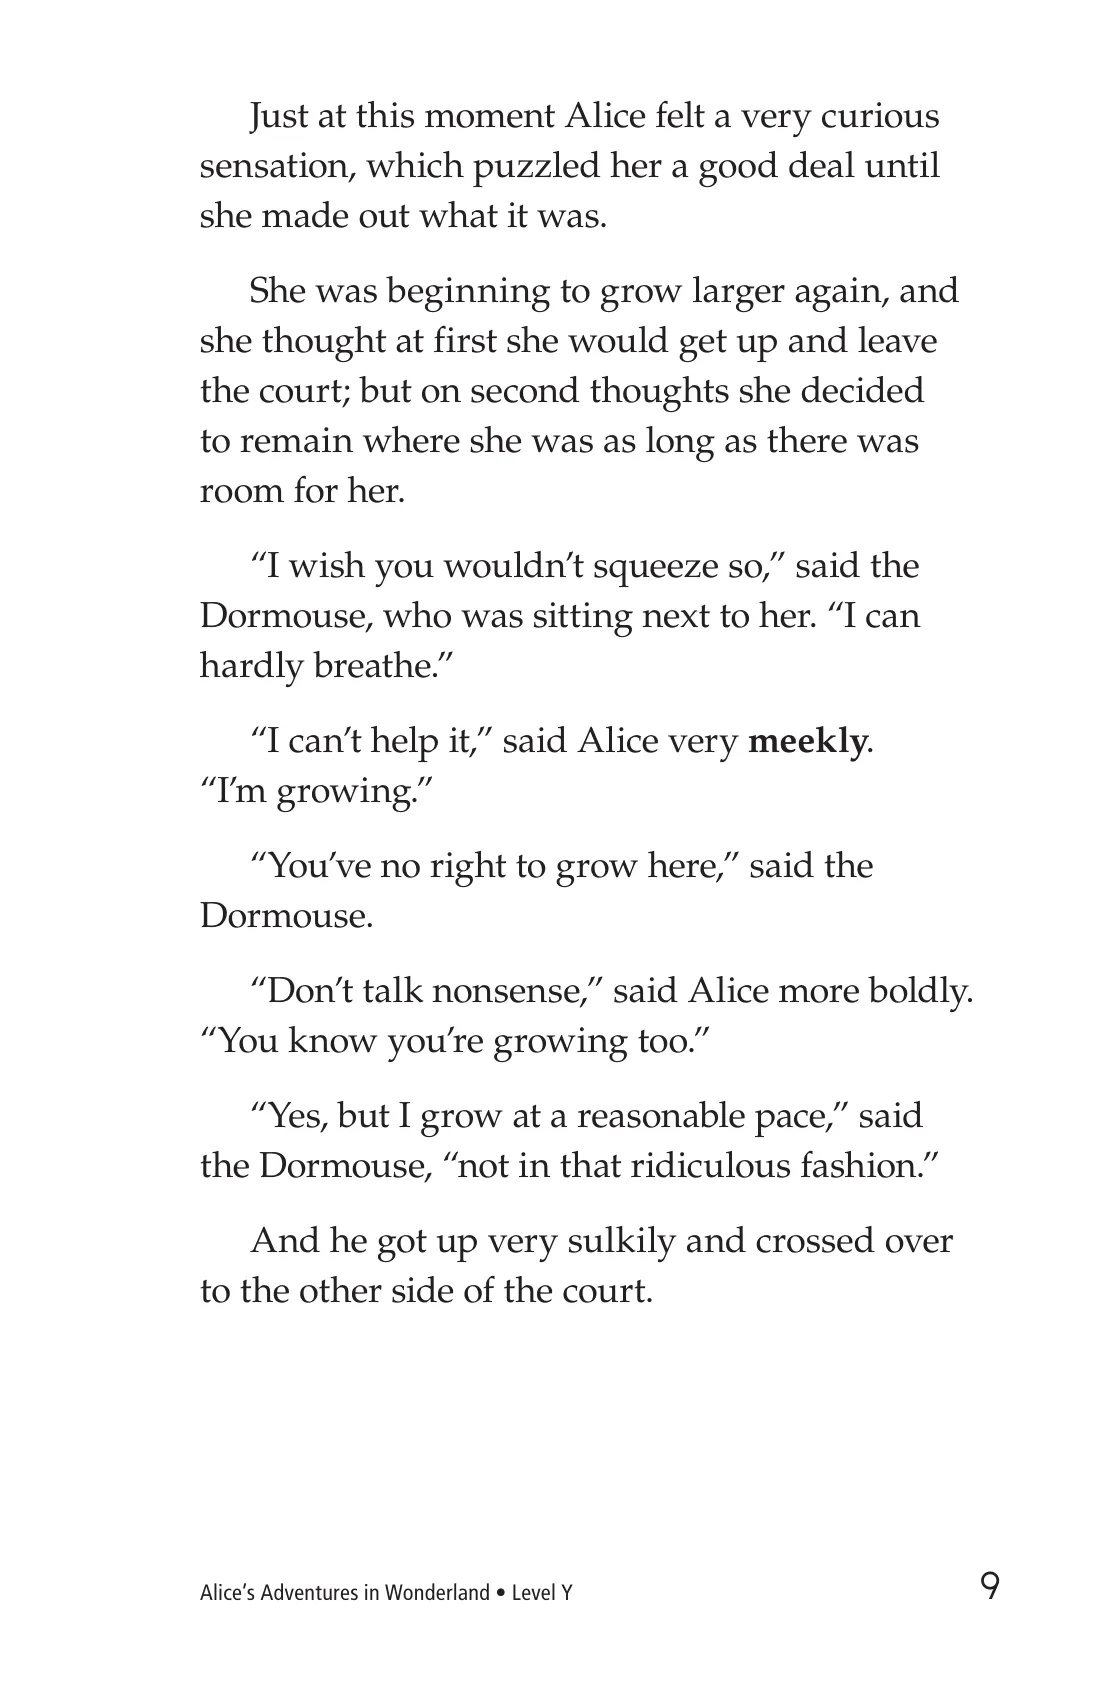 Just at this moment Alice felt a very curious
sensation, which puzzled her a good deal until
she made out what it was.
She was beginning to grow larger again, and
she thought at first she would get up and leave
the court; but on second thoughts she decided
to remain where she was as long as there was
room for her.
“I wish you wouldn’t squeeze so,” said the
Dormouse, who was sitting next to her. “I can
hardly breathe.”
“I can’t help it,” said Alice very meekly.
“I’m growing.”
“You’ve no right to grow here,” said the
Dormouse.
“Don’t talk nonsense,” said Alice more boldly.
“You know you’re growing too.”
“Yes, but I grow at a reasonable pace,” said
the Dormouse, “not in that ridiculous fashion.”
And he got up very sulkily and crossed over
to the other side of the court.
Alice’s Adventures in Wonderland • Level Y 9